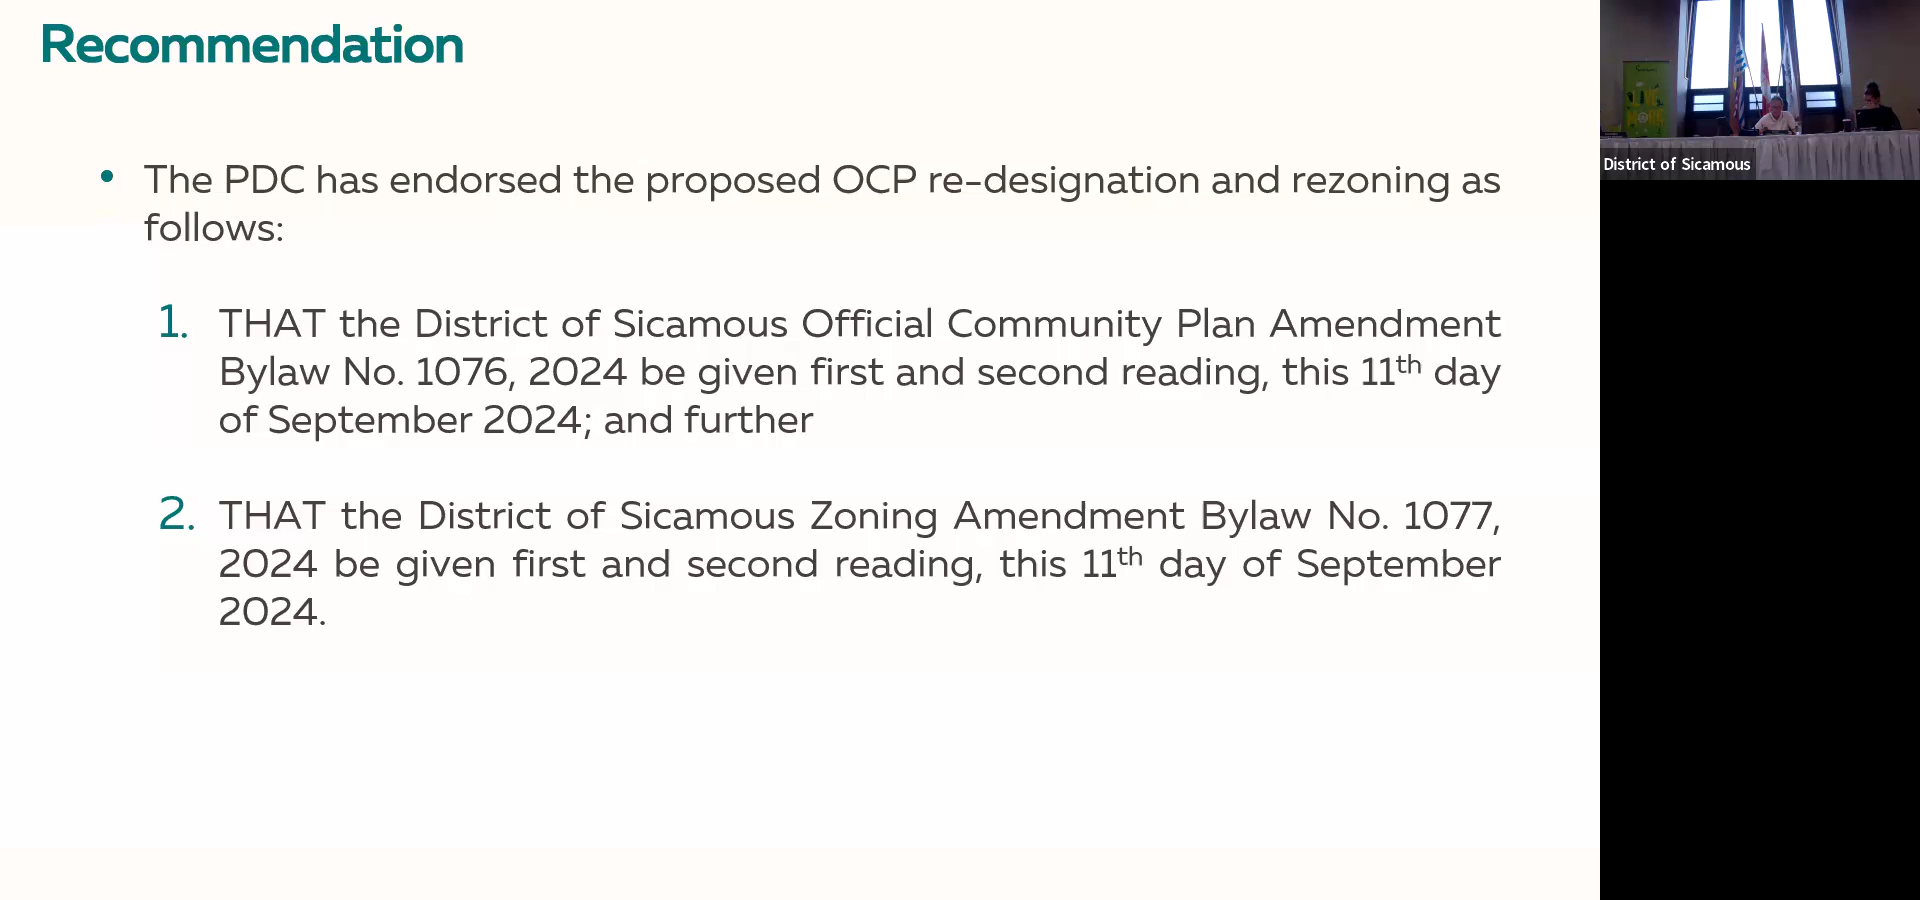 Recommendation
• The PDC has endorsed the proposed OCP re-designation and rezoning as
follows:
1. THAT the District of Sicamous Official Community Plan Amendment
Bylaw No. 1076, 2024 be given first and second reading, this 11th day
of September 2024; and further
2. THAT the District of Sicamous Zoning Amendment Bylaw No. 1077,
2024 be given first and second reading, this 11th day of September
2024.
District of Sicamous